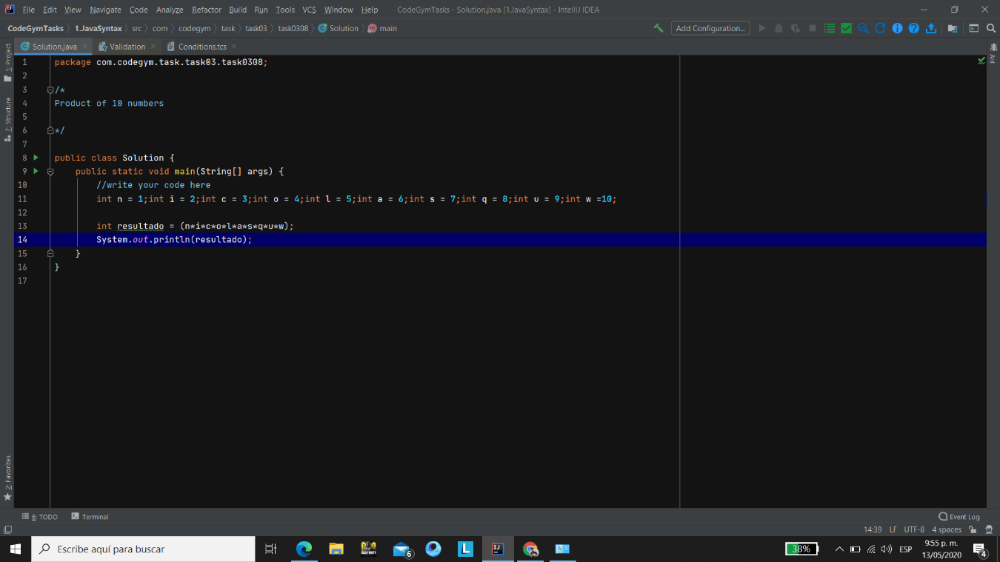 File Edit View Navigate Code Analyze Refactor Build Run Tools VCS Window Help CodeGymTasks - Solution.java [1.JavaSyntax] - IntelliJ IDEA
CodeGymTasks 1.JavaSyntax src com codegym task task03 task0308 Solution m main Add Configuration...
Solution.java Validation Conditions.tcs
1: Project
Z: Structure
2: Favorites
Ant
1 package com.codegym.task.task03.task0308;
2
3 /*
4 Product of 10 numbers
5
6 */
7
8 public class Solution {
9 public static void main(String[] args) {
10 //write your code here
11 int n = 1;int i = 2;int c = 3;int o = 4;int l = 5;int a = 6;int s = 7;int q = 8;int u = 9;int w =10;
12
13 int resultado = (n*i*c*o*l*a*s*q*u*w);
14 System.out.println(resultado);
15 }
16 }
17
6: TODO Terminal Event Log
14:39 LF UTF-8 4 spaces
Escribe aquí para buscar 6 L IJ 38% ESP 9:55 p. m. 4
13/05/2020